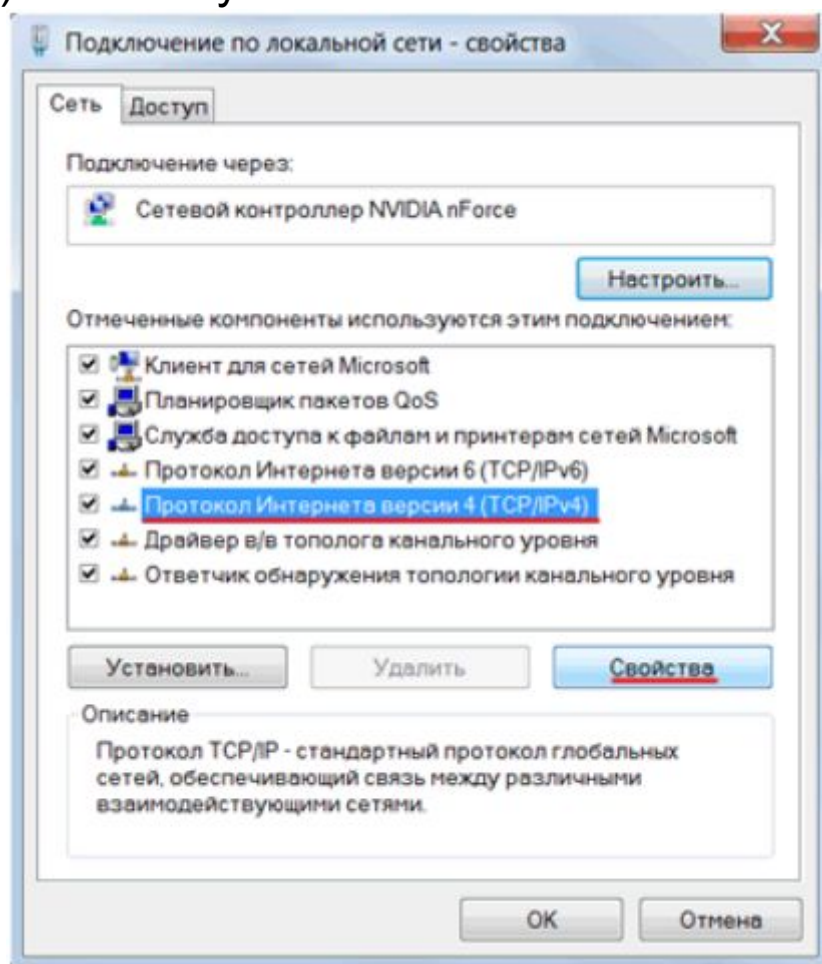 Подключение по локальной сети - свойства
Сеть Доступ
Подключение через:
Сетевой контроллер NVIDIA nForce
Настроить...
Отмеченные компоненты используются этим подключением:
Клиент для сетей Microsoft
Планировщик пакетов QoS
Служба доступа к файлам и принтерам сетей Microsoft
Протокол Интернета версии 6 (TCP/IPv6)
Протокол Интернета версии 4 (TCP/IPv4)
Драйвер в/в тополога канального уровня
Ответчик обнаружения топологии канального уровня
Установить... Удалить Свойства
Описание
Протокол TCP/IP - стандартный протокол глобальных
сетей, обеспечивающий связь между различными
взаимодействующими сетями.
OK Отмена